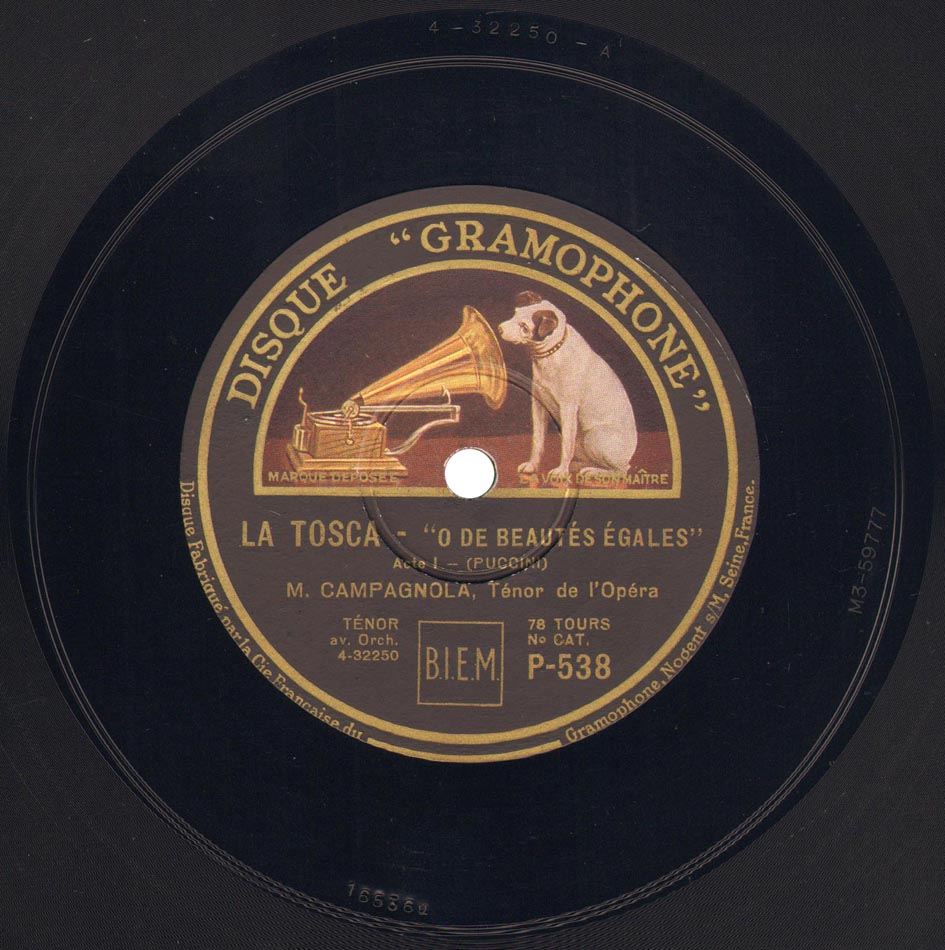 4-32250-A
DISQUE "GRAMOPHONE"
MARQUE DÉPOSÉE
LA VOIX DE SON MAÎTRE
LA TOSCA - "O DE BEAUTÉS ÉGALES"
Acte I - (PUCCINI)
M. CAMPAGNOLA, Ténor de l'Opéra
TÉNOR
av. Orch.
4-32250
B.I.E.M.
78 TOURS
No CAT.
P-538
Disque Fabriqué par la Cie Française du
Gramophone, Nogent s/M, Seine, France.
M3-59777